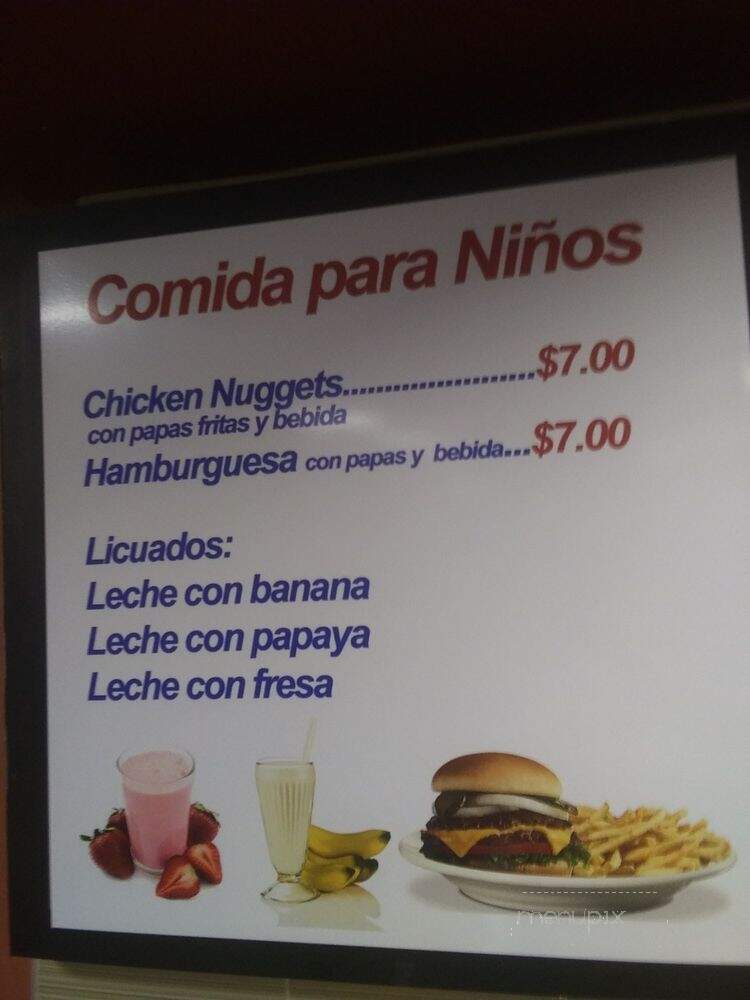 Comida para Niños
Chicken Nuggets......................$7.00
con papas fritas y bebida
Hamburguesa con papas y bebida...$7.00
Licuados:
Leche con banana
Leche con papaya
Leche con fresa
menupix